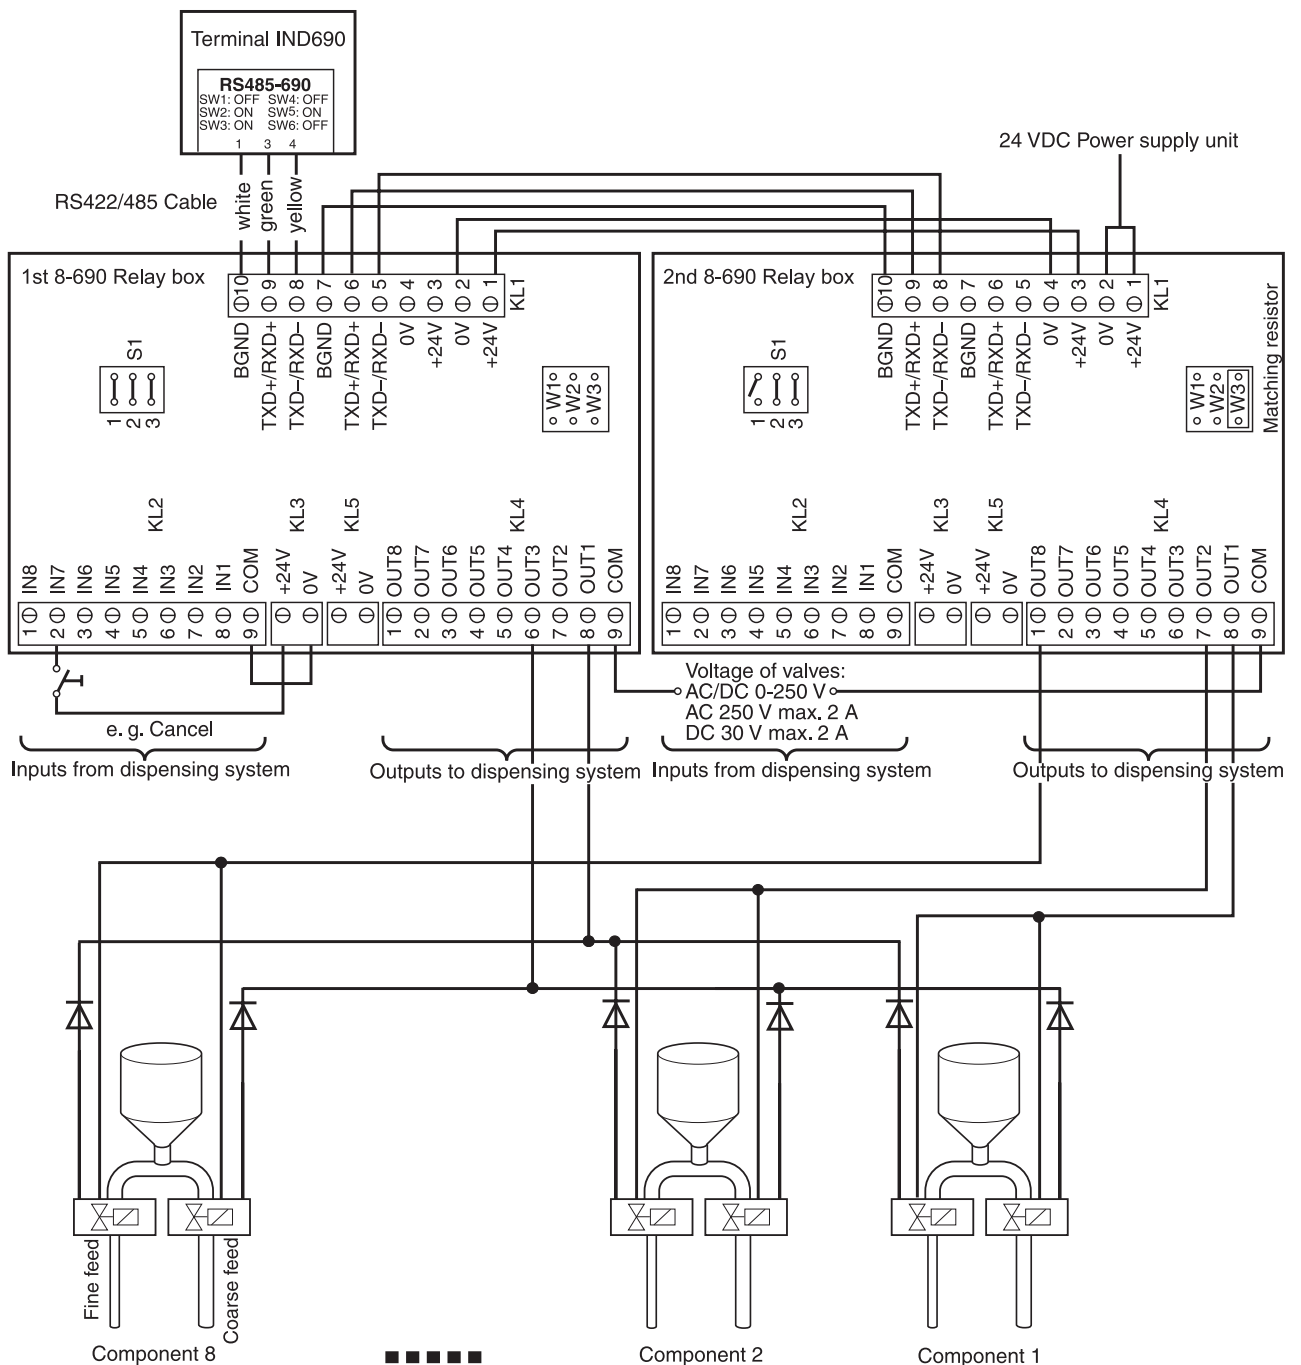 Terminal IND690
RS485-690
SW1: OFF SW4: OFF
SW2: ON SW5: ON
SW3: ON SW6: OFF
1 3 4
RS422/485 Cable
white
green
yellow
24 VDC Power supply unit
1st 8-690 Relay box
10 9 8 7 6 5 4 3 2 1
KL1
BGND
TXD+/RXD+
TXD–/RXD–
BGND
TXD+/RXD+
TXD–/RXD–
0V
+24V
0V
+24V
S1
1 2 3
W1
W2
W3
KL2
KL3
KL5
KL4
IN8
IN7
IN6
IN5
IN4
IN3
IN2
IN1
COM
+24V
0V
+24V
0V
OUT8
OUT7
OUT6
OUT5
OUT4
OUT3
OUT2
OUT1
COM
1 2 3 4 5 6 7 8 9
1 2 3 4 5 6 7 8 9
2nd 8-690 Relay box
10 9 8 7 6 5 4 3 2 1
KL1
BGND
TXD+/RXD+
TXD–/RXD–
BGND
TXD+/RXD+
TXD–/RXD–
0V
+24V
0V
+24V
S1
1 2 3
W1
W2
W3
Matching resistor
KL2
KL3
KL5
KL4
IN8
IN7
IN6
IN5
IN4
IN3
IN2
IN1
COM
+24V
0V
+24V
0V
OUT8
OUT7
OUT6
OUT5
OUT4
OUT3
OUT2
OUT1
COM
1 2 3 4 5 6 7 8 9
1 2 3 4 5 6 7 8 9
e. g. Cancel
Voltage of valves:
AC/DC 0-250 V
AC 250 V max. 2 A
DC 30 V max. 2 A
Inputs from dispensing system
Outputs to dispensing system
Inputs from dispensing system
Outputs to dispensing system
Fine feed
Coarse feed
Component 8
Component 2
Component 1